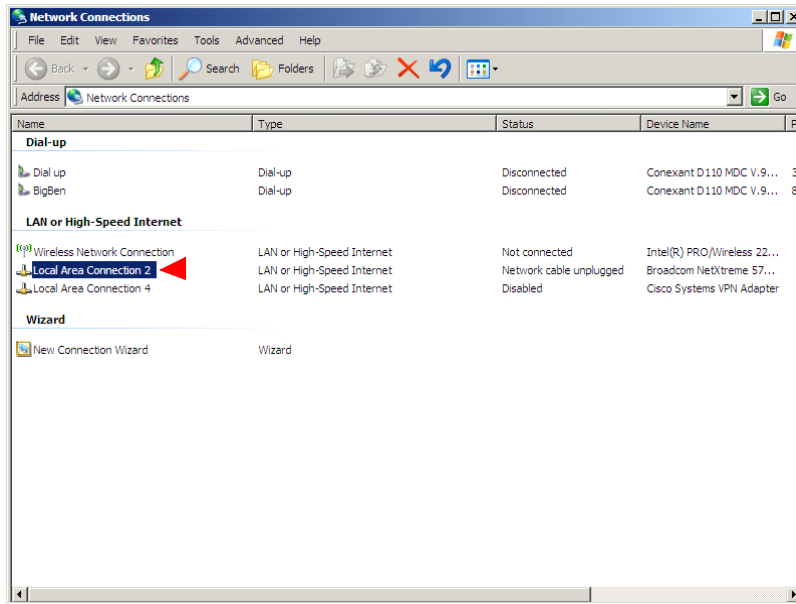 Network Connections
File Edit View Favorites Tools Advanced Help
Back Search Folders
Address Network Connections Go
Name Type Status Device Name P
Dial-up
Dial up Dial-up Disconnected Conexant D110 MDC V.9... 3
BigBen Dial-up Disconnected Conexant D110 MDC V.9... 8
LAN or High-Speed Internet
Wireless Network Connection LAN or High-Speed Internet Not connected Intel(R) PRO/Wireless 22...
Local Area Connection 2 LAN or High-Speed Internet Network cable unplugged Broadcom NetXtreme 57...
Local Area Connection 4 LAN or High-Speed Internet Disabled Cisco Systems VPN Adapter
Wizard
New Connection Wizard Wizard